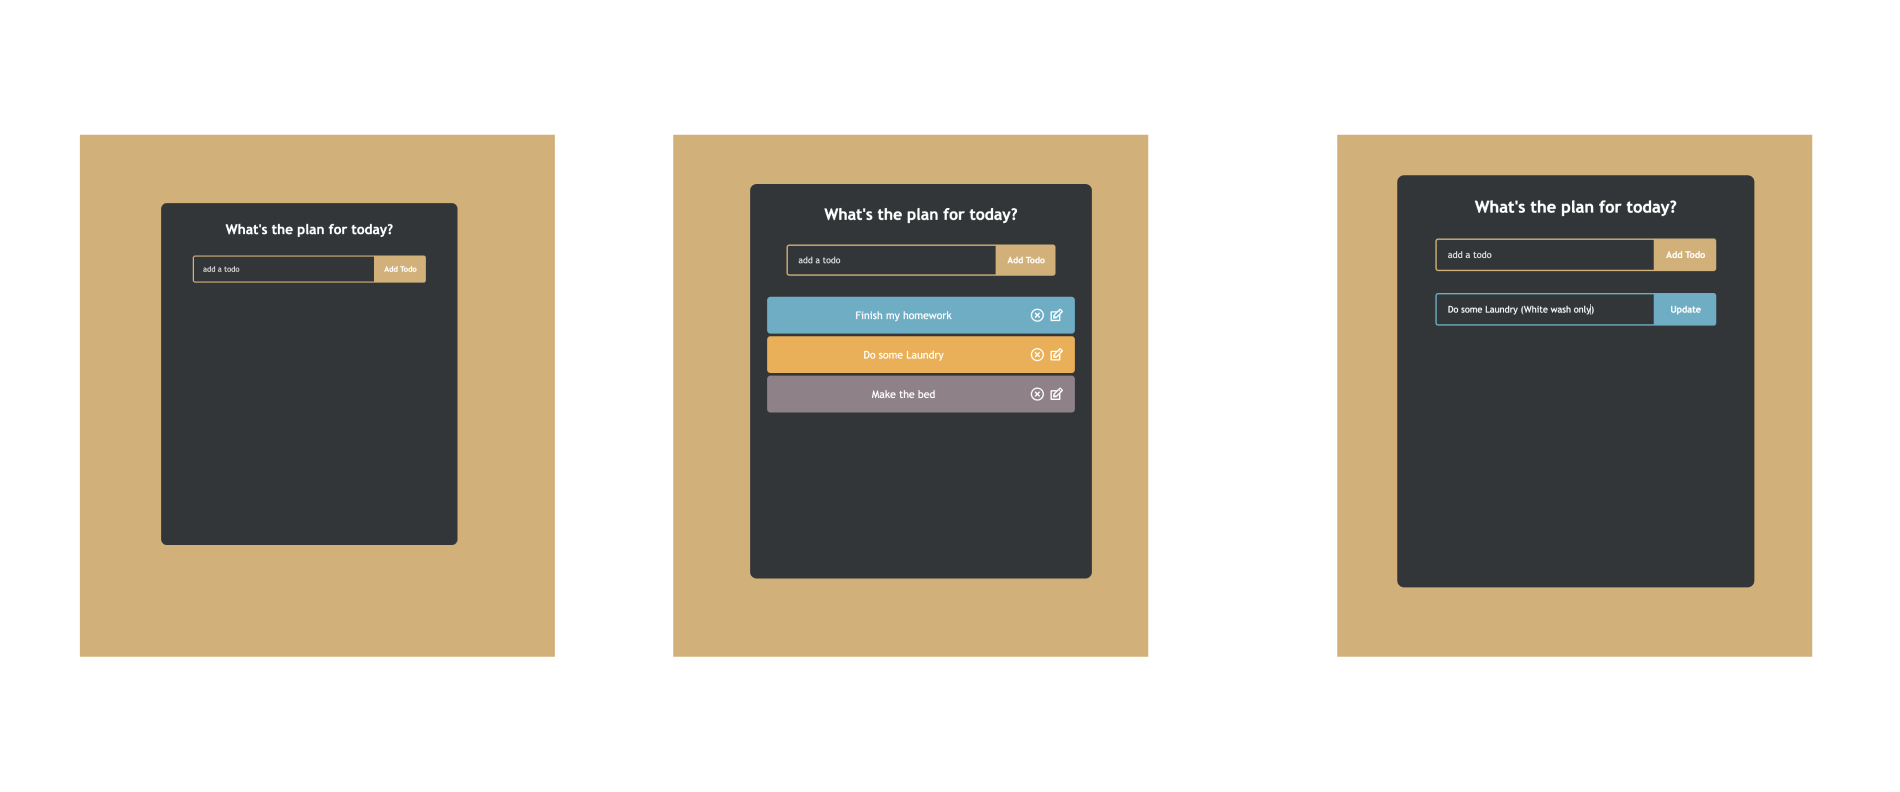 What's the plan for today?
add a todo
Add Todo
What's the plan for today?
add a todo
Add Todo
Finish my homework
Do some Laundry
Make the bed
What's the plan for today?
add a todo
Add Todo
Do some Laundry (White wash only)
Update